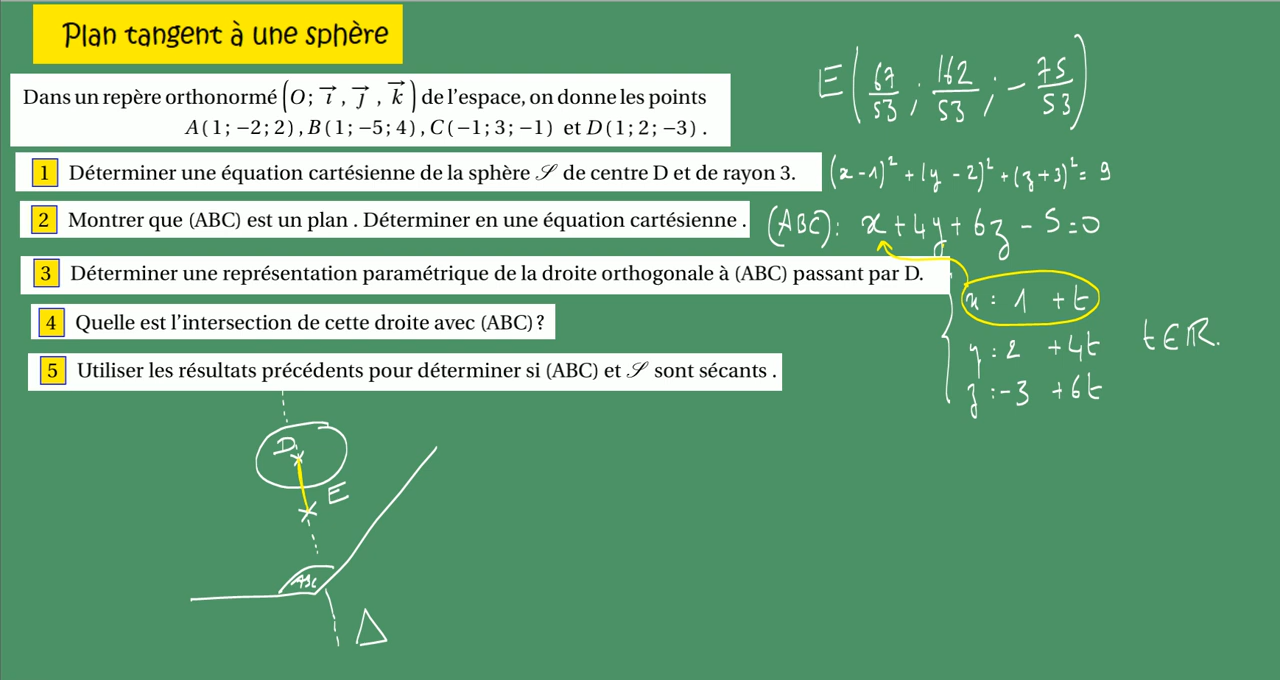 Plan tangent à une sphère
E(67/53 ; 162/53 ; -75/53)
Dans un repère orthonormé (O; i⃗, j⃗, k⃗) de l'espace, on donne les points
A(1;−2;2), B(1;−5;4), C(−1;3;−1) et D(1;2;−3).
1 Déterminer une équation cartésienne de la sphère 𝒮 de centre D et de rayon 3. (x-1)²+(y-2)²+(z+3)²=9
2 Montrer que (ABC) est un plan. Déterminer en une équation cartésienne. (ABC): x+4y+6z-5=0
3 Déterminer une représentation paramétrique de la droite orthogonale à (ABC) passant par D.
x: 1 +t
4 Quelle est l'intersection de cette droite avec (ABC)?
y: 2 +4t t∈ℝ.
5 Utiliser les résultats précédents pour déterminer si (ABC) et 𝒮 sont sécants.
z: -3 +6t
D
E
ABC
Δ